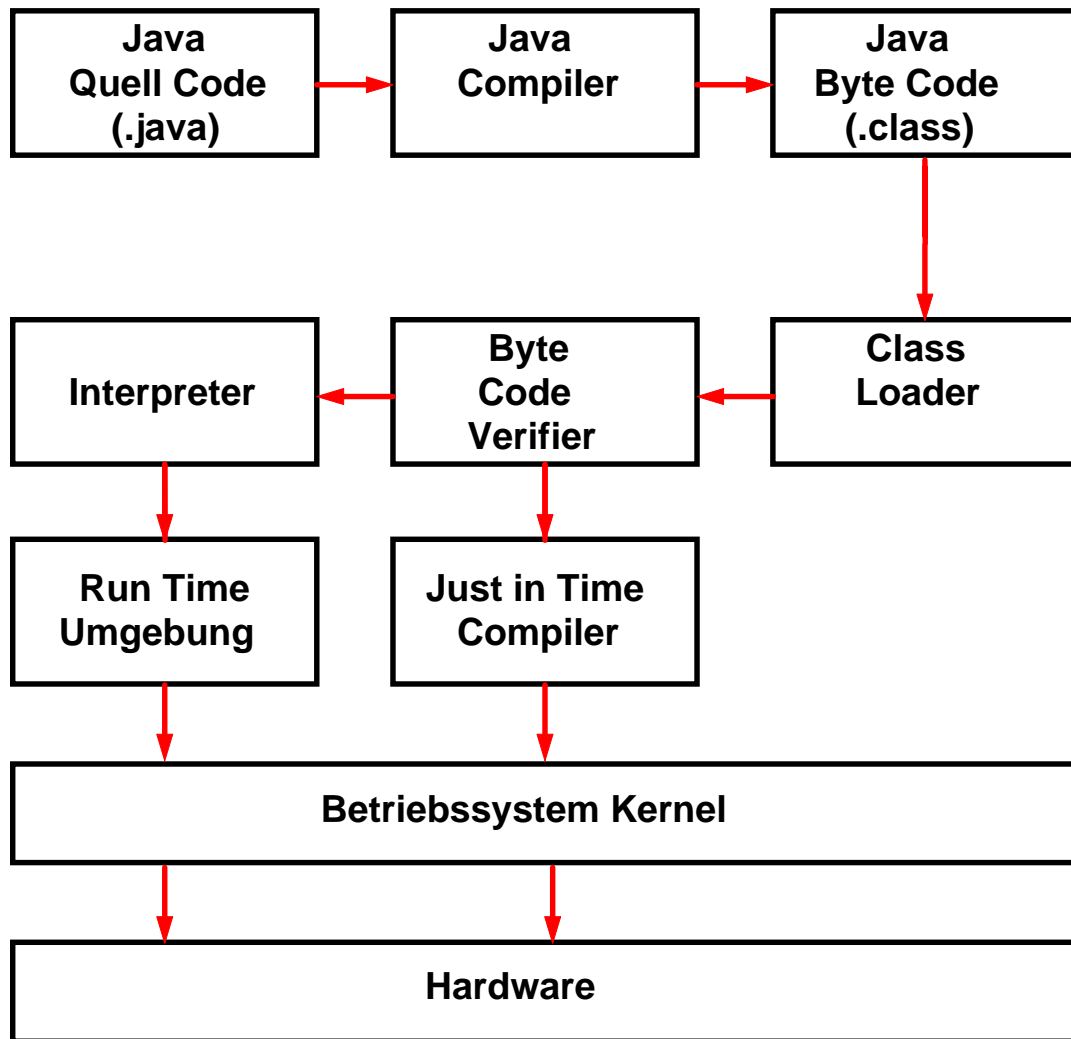 Java
Quell Code
(.java)
Java
Compiler
Java
Byte Code
(.class)
Interpreter
Byte
Code
Verifier
Class
Loader
Run Time
Umgebung
Just in Time
Compiler
Betriebssystem Kernel
Hardware